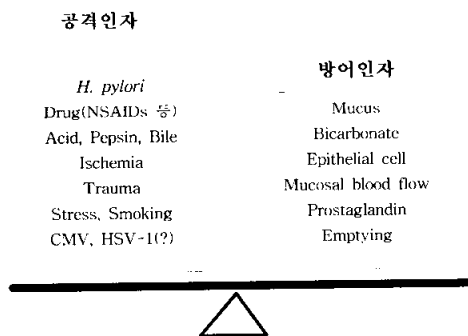 공격인자
H. pylori
Drug(NSAIDs 등)
Acid, Pepsin, Bile
Ischemia
Trauma
Stress, Smoking
CMV, HSV-1(?)
방어인자
Mucus
Bicarbonate
Epithelial cell
Mucosal blood flow
Prostaglandin
Emptying